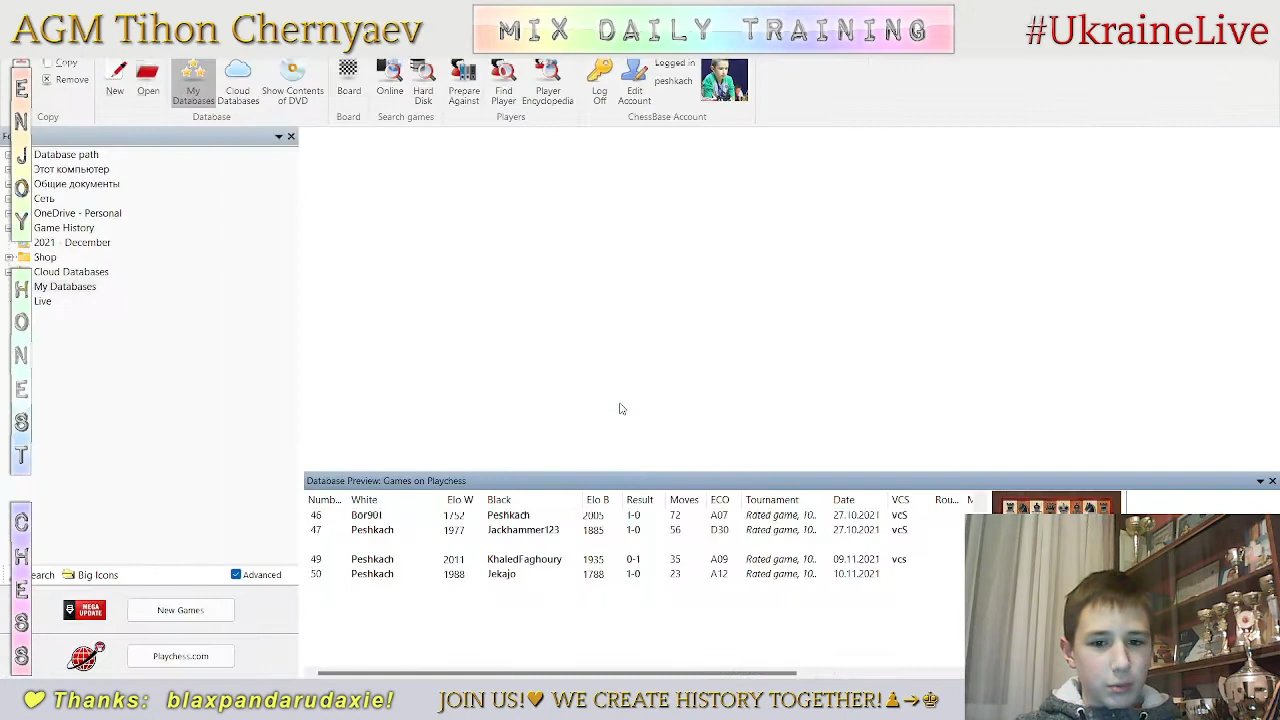 AGM Tihon Chernyaev
MIX DAILY TRAINING
#UkraineLive
Copy
Remove
Copy
New
Open
My Databases
Cloud Databases
Show Contents of DVD
Database
Board
Board
Online
Hard Disk
Search games
Prepare Against
Find Player
Player Encyclopedia
Players
Log Off
Edit Account
Logged in
peshkach
ChessBase Account
ENJOY
HONEST
CHESS
Database path
Этот компьютер
Общие документы
Сеть
OneDrive - Personal
Game History
2021 - December
Shop
Cloud Databases
My Databases
Live
earch Big Icons Advanced
MEGA UPDATE
New Games
Playchess.com
Database Preview: Games on Playchess
Numb... White Elo W Black Elo B Result Moves ECO Tournament Date VCS Rou...
46 Bor901 1752 Peshkach 2005 1-0 72 A07 Rated game, 10.. 27.10.2021 vcS
47 Peshkach 1977 Jackhammer123 1885 1-0 56 D30 Rated game, 10.. 27.10.2021 vcS
49 Peshkach 2011 KhaledFaghoury 1935 0-1 35 A09 Rated game, 10.. 09.11.2021 vcs
50 Peshkach 1988 Jekajo 1788 1-0 23 A12 Rated game, 10.. 10.11.2021
Thanks: blaxpandarudaxie!
JOIN US!🧡 WE CREATE HISTORY TOGETHER!♟→♚